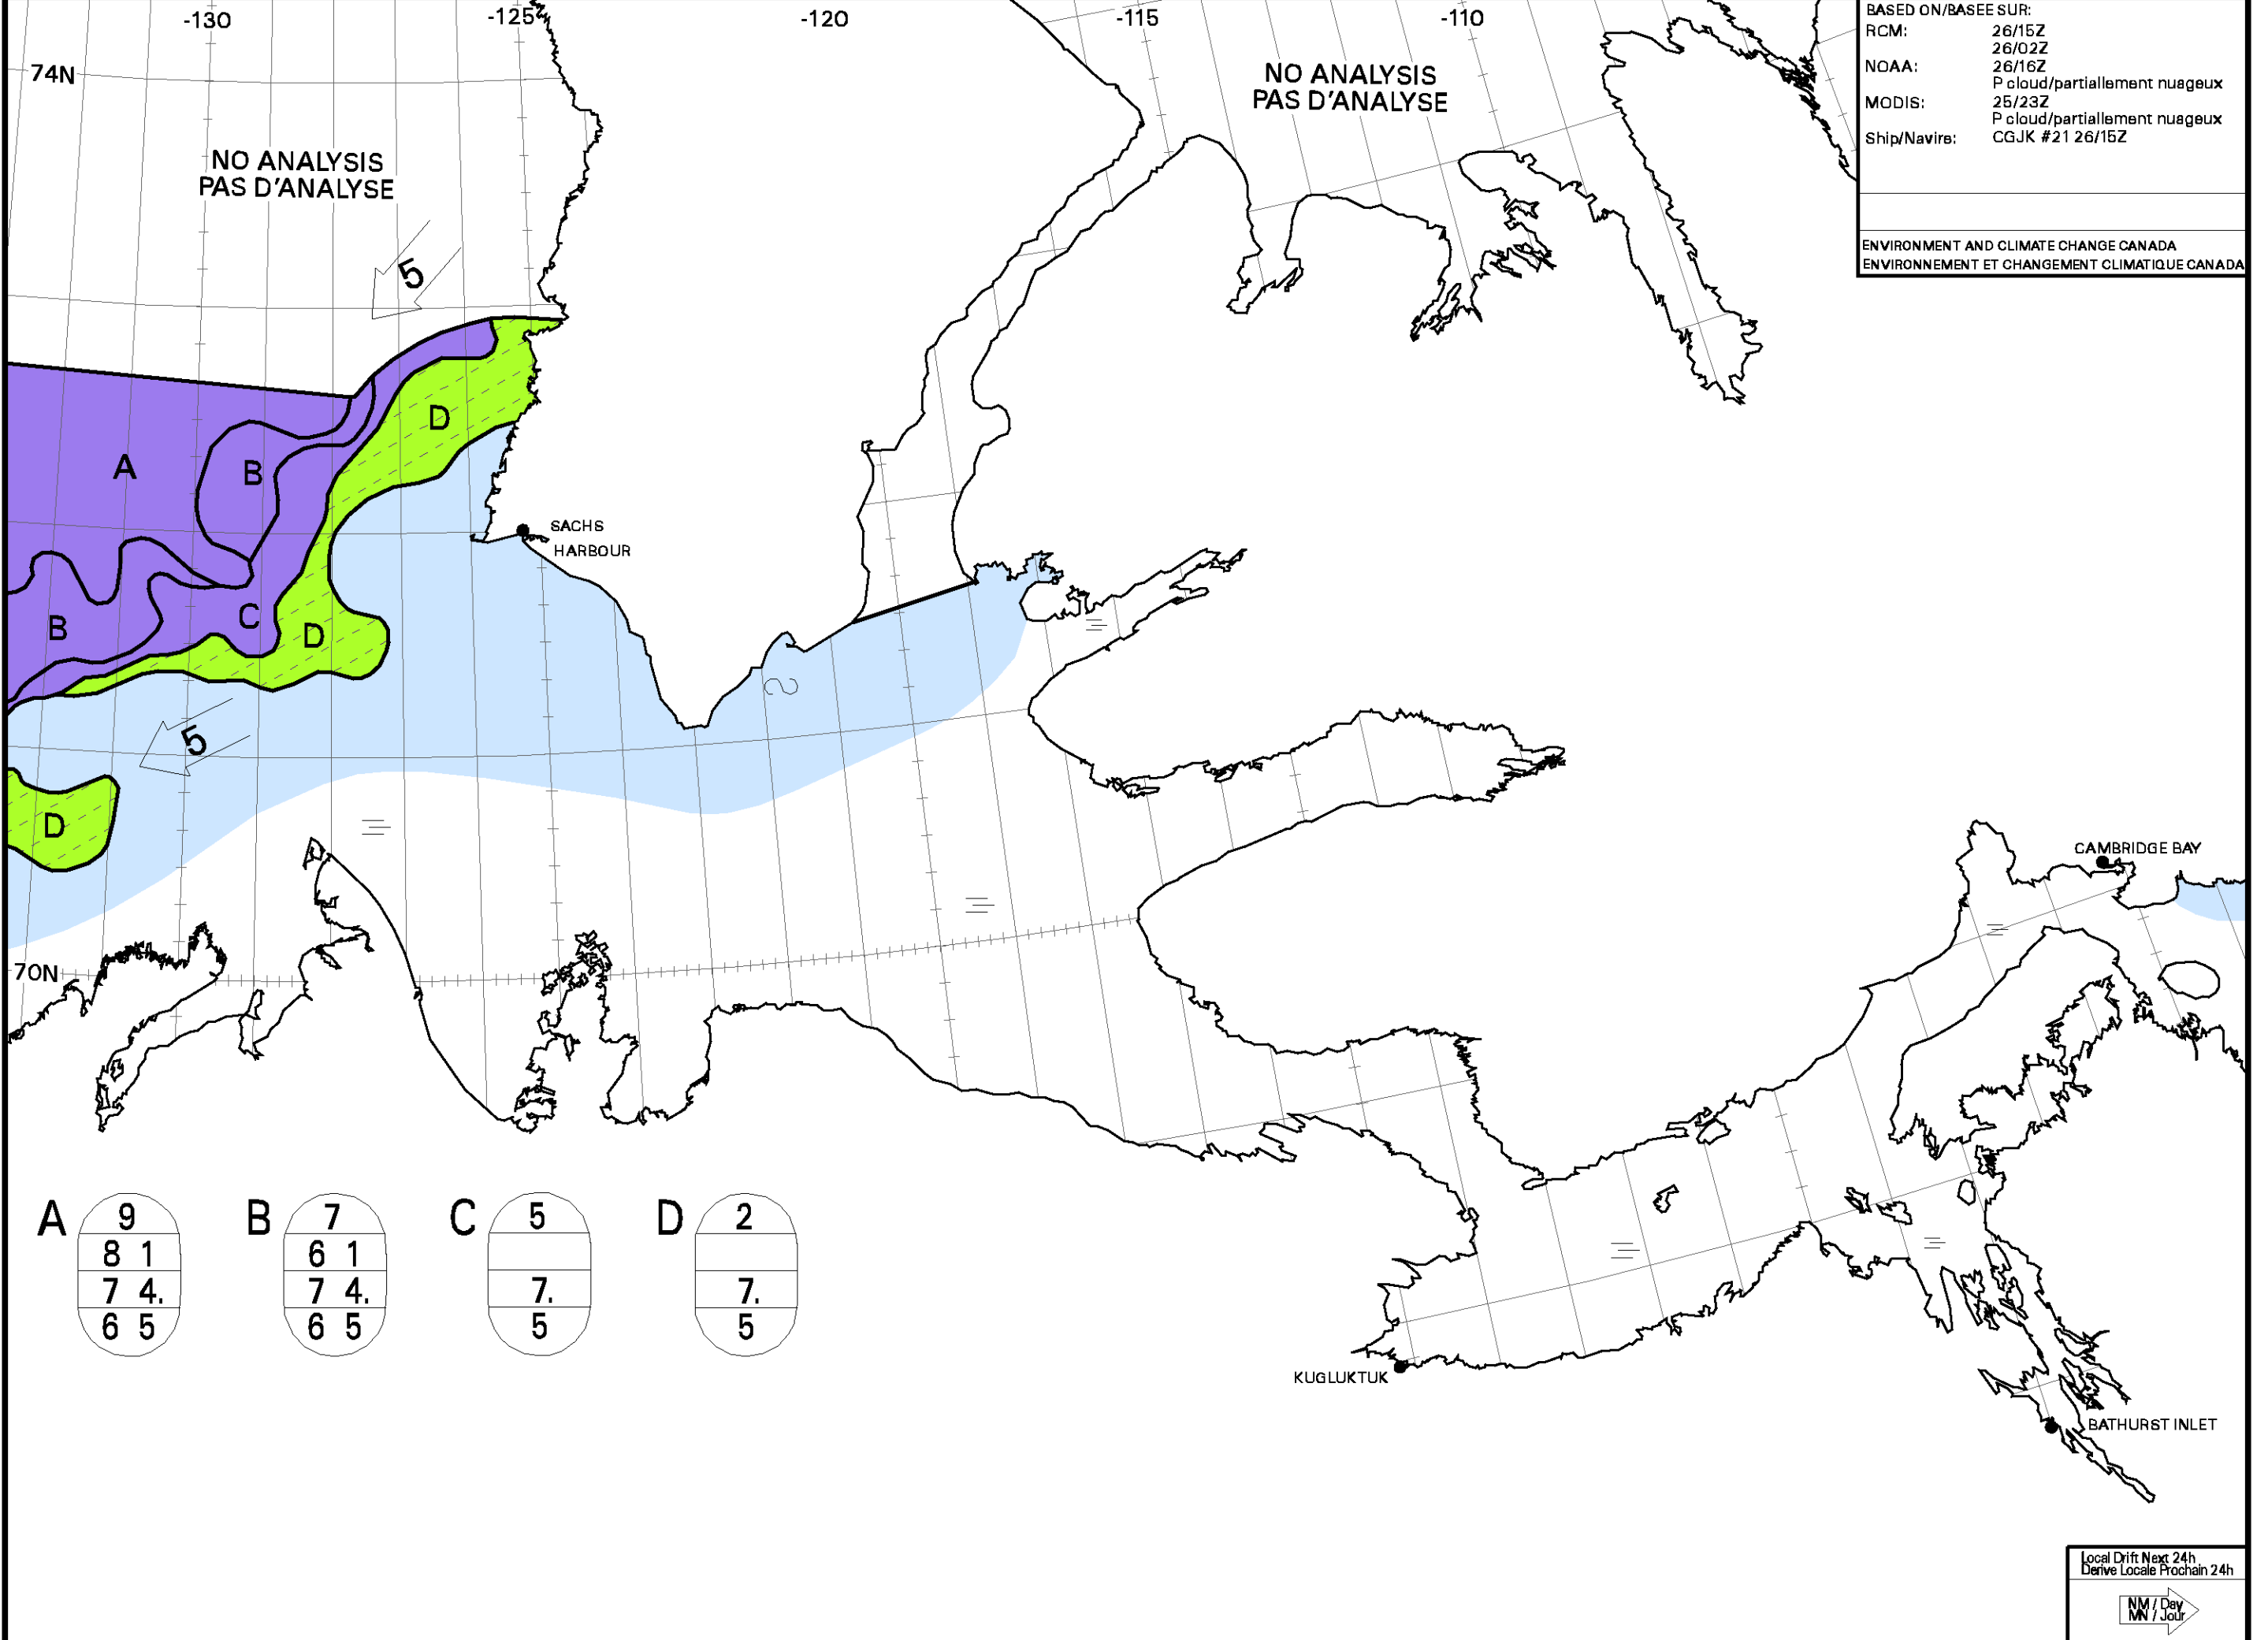 -130
-125
-120
-115
-110
74N
NO ANALYSIS
PAS D'ANALYSE
NO ANALYSIS
PAS D'ANALYSE
BASED ON/BASEE SUR:
RCM: 26/15Z
26/02Z
NOAA: 26/16Z
P cloud/partiallement nuageux
MODIS: 25/23Z
P cloud/partiallement nuageux
Ship/Navire: CGJK #21 26/15Z
ENVIRONMENT AND CLIMATE CHANGE CANADA
ENVIRONNEMENT ET CHANGEMENT CLIMATIQUE CANADA
5
D
A
B
SACHS
HARBOUR
C
B
D
5
D
CAMBRIDGE BAY
70N
A 9
8 1
7 4.
6 5
B 7
6 1
7 4.
6 5
C 5
7.
5
D 2
7.
5
KUGLUKTUK
BATHURST INLET
Local Drift Next 24h
Derive Locale Prochain 24h
NM / Day
MN / Jour